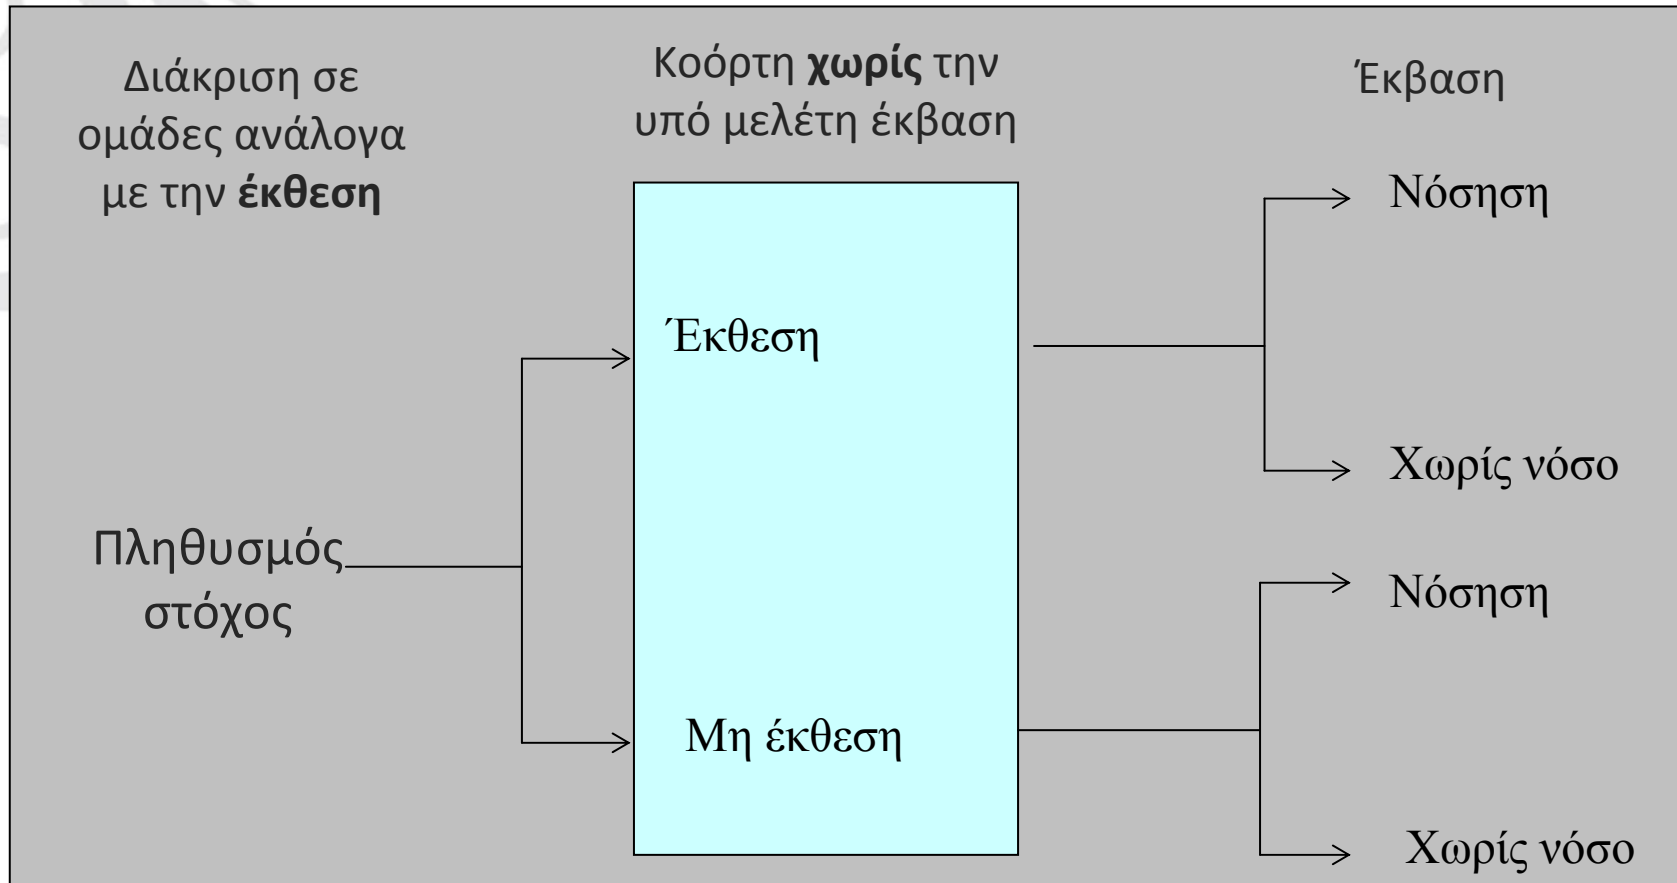 Διάκριση σε
ομάδες ανάλογα
με την έκθεση
Κοόρτη χωρίς την
υπό μελέτη έκβαση
Έκβαση
Νόσηση
Έκθεση
Χωρίς νόσο
Πληθυσμός
στόχος
Νόσηση
Μη έκθεση
Χωρίς νόσο